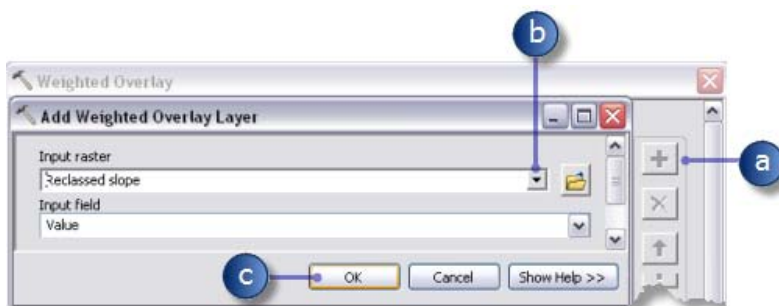 b
Weighted Overlay
Add Weighted Overlay Layer
Input raster
Reclassed slope
a
Input field
Value
c
OK Cancel Show Help >>